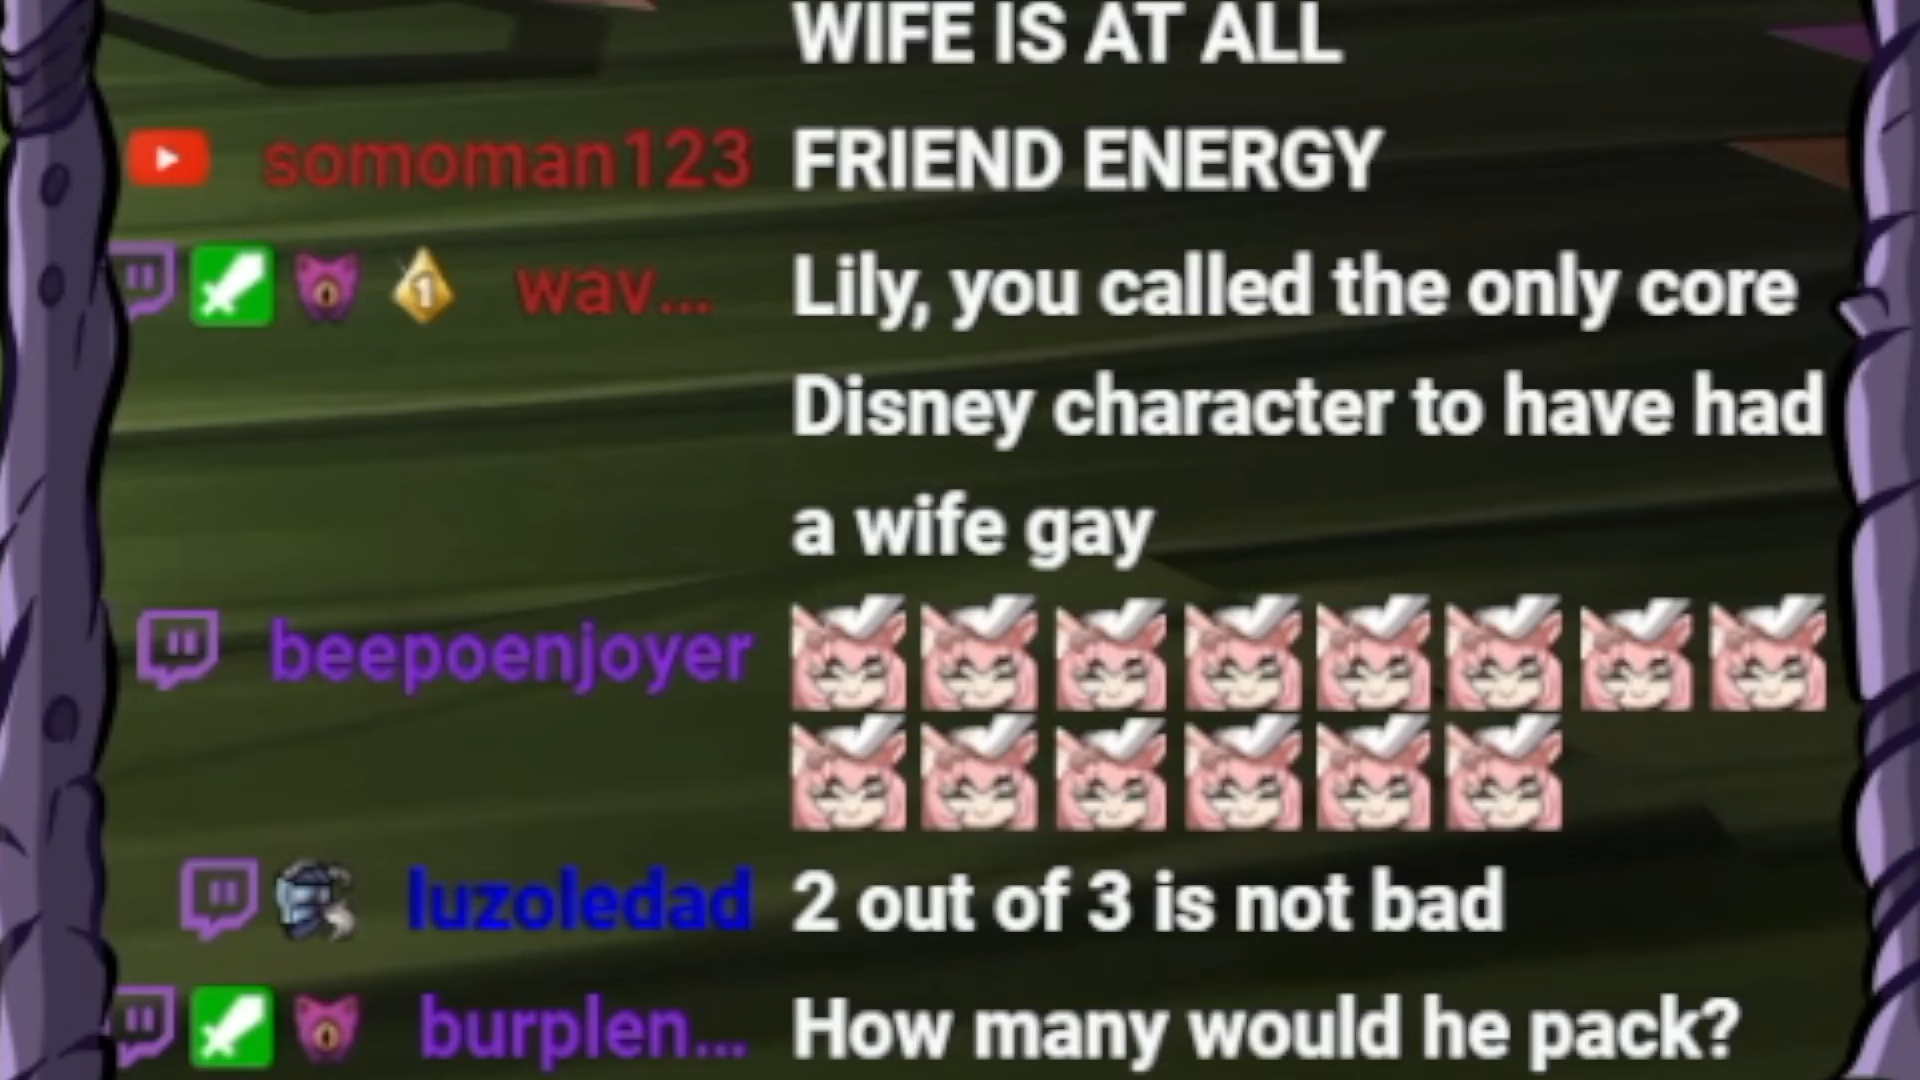 WIFE IS AT ALL
somoman123 FRIEND ENERGY
1 wav... Lily, you called the only core
Disney character to have had
a wife gay
beepoenjoyer
luzoledad 2 out of 3 is not bad
burplen... How many would he pack?